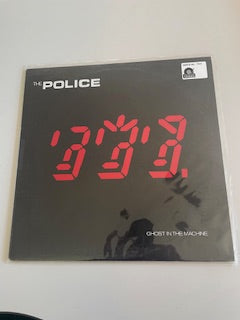 THE POLICE
GHOST IN THE MACHINE